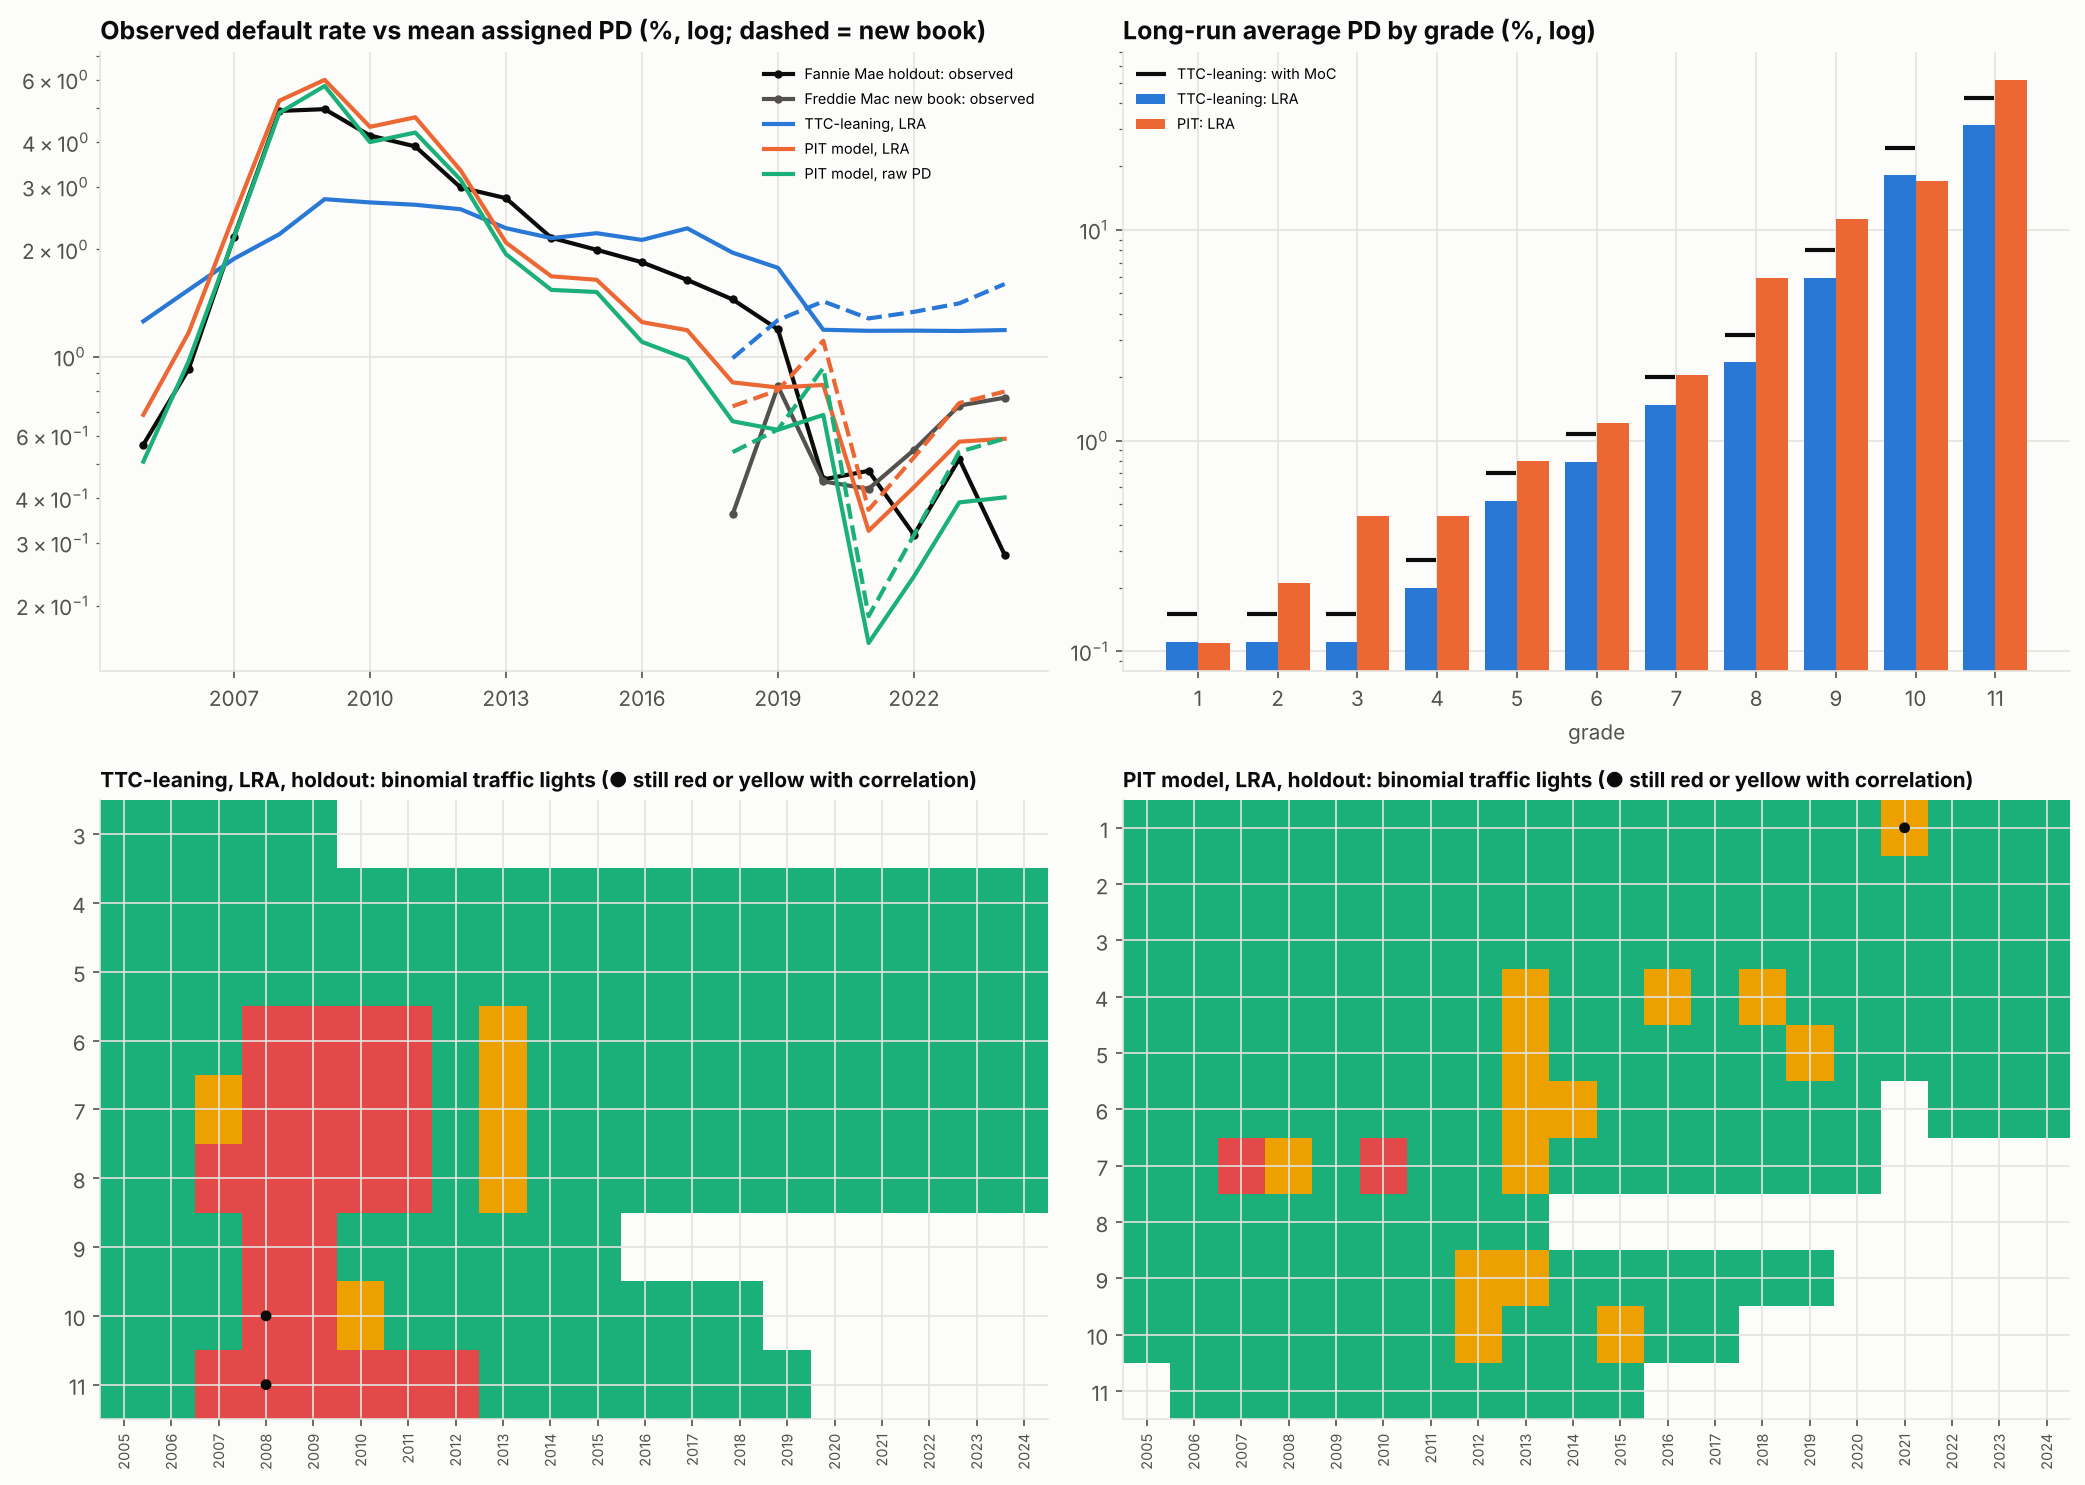 Observed default rate vs mean assigned PD (%, log; dashed = new book)
Fannie Mae holdout: observed
Freddie Mac new book: observed
TTC-leaning, LRA
PIT model, LRA
PIT model, raw PD
6 × 10⁰
4 × 10⁰
3 × 10⁰
2 × 10⁰
10⁰
6 × 10⁻¹
4 × 10⁻¹
3 × 10⁻¹
2 × 10⁻¹
2007 2010 2013 2016 2019 2022
Long-run average PD by grade (%, log)
TTC-leaning: with MoC
TTC-leaning: LRA
PIT: LRA
10¹
10⁰
10⁻¹
1 2 3 4 5 6 7 8 9 10 11
grade
TTC-leaning, LRA, holdout: binomial traffic lights (● still red or yellow with correlation)
3
4
5
6
7
8
9
10
11
2005 2006 2007 2008 2009 2010 2011 2012 2013 2014 2015 2016 2017 2018 2019 2020 2021 2022 2023 2024
PIT model, LRA, holdout: binomial traffic lights (● still red or yellow with correlation)
1
2
3
4
5
6
7
8
9
10
11
2005 2006 2007 2008 2009 2010 2011 2012 2013 2014 2015 2016 2017 2018 2019 2020 2021 2022 2023 2024